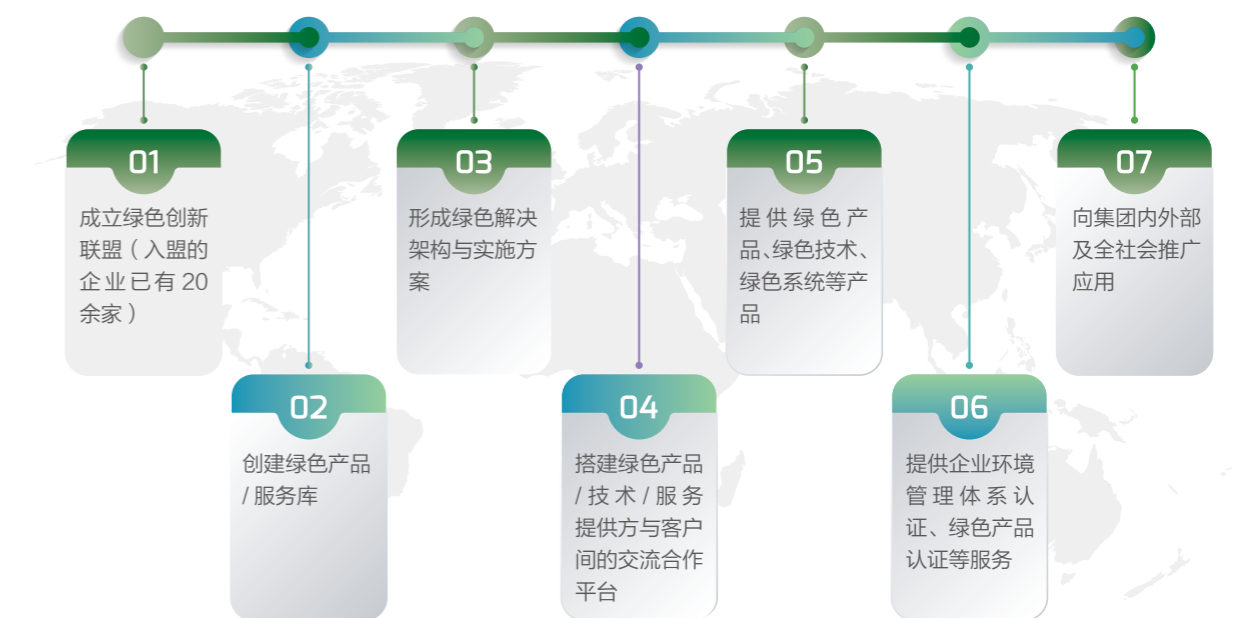 01
成立绿色创新
联盟（入盟的
企业已有 20
余家）
02
创建绿色产品
/ 服务库
03
形成绿色解决
架构与实施方
案
04
搭建绿色产品
/ 技术 / 服务
提供方与客户
间的交流合作
平台
05
提供绿色产
品、绿色技术、
绿色系统等产
品
06
提供企业环境
管理体系认
证、绿色产品
认证等服务
07
向集团内外部
及全社会推广
应用